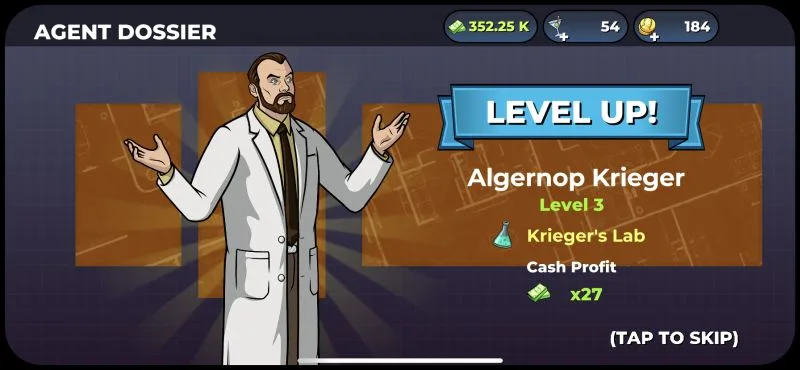 AGENT DOSSIER
352.25 K
54
184
LEVEL UP!
Algernop Krieger
Level 3
Krieger's Lab
Cash Profit
x27
(TAP TO SKIP)